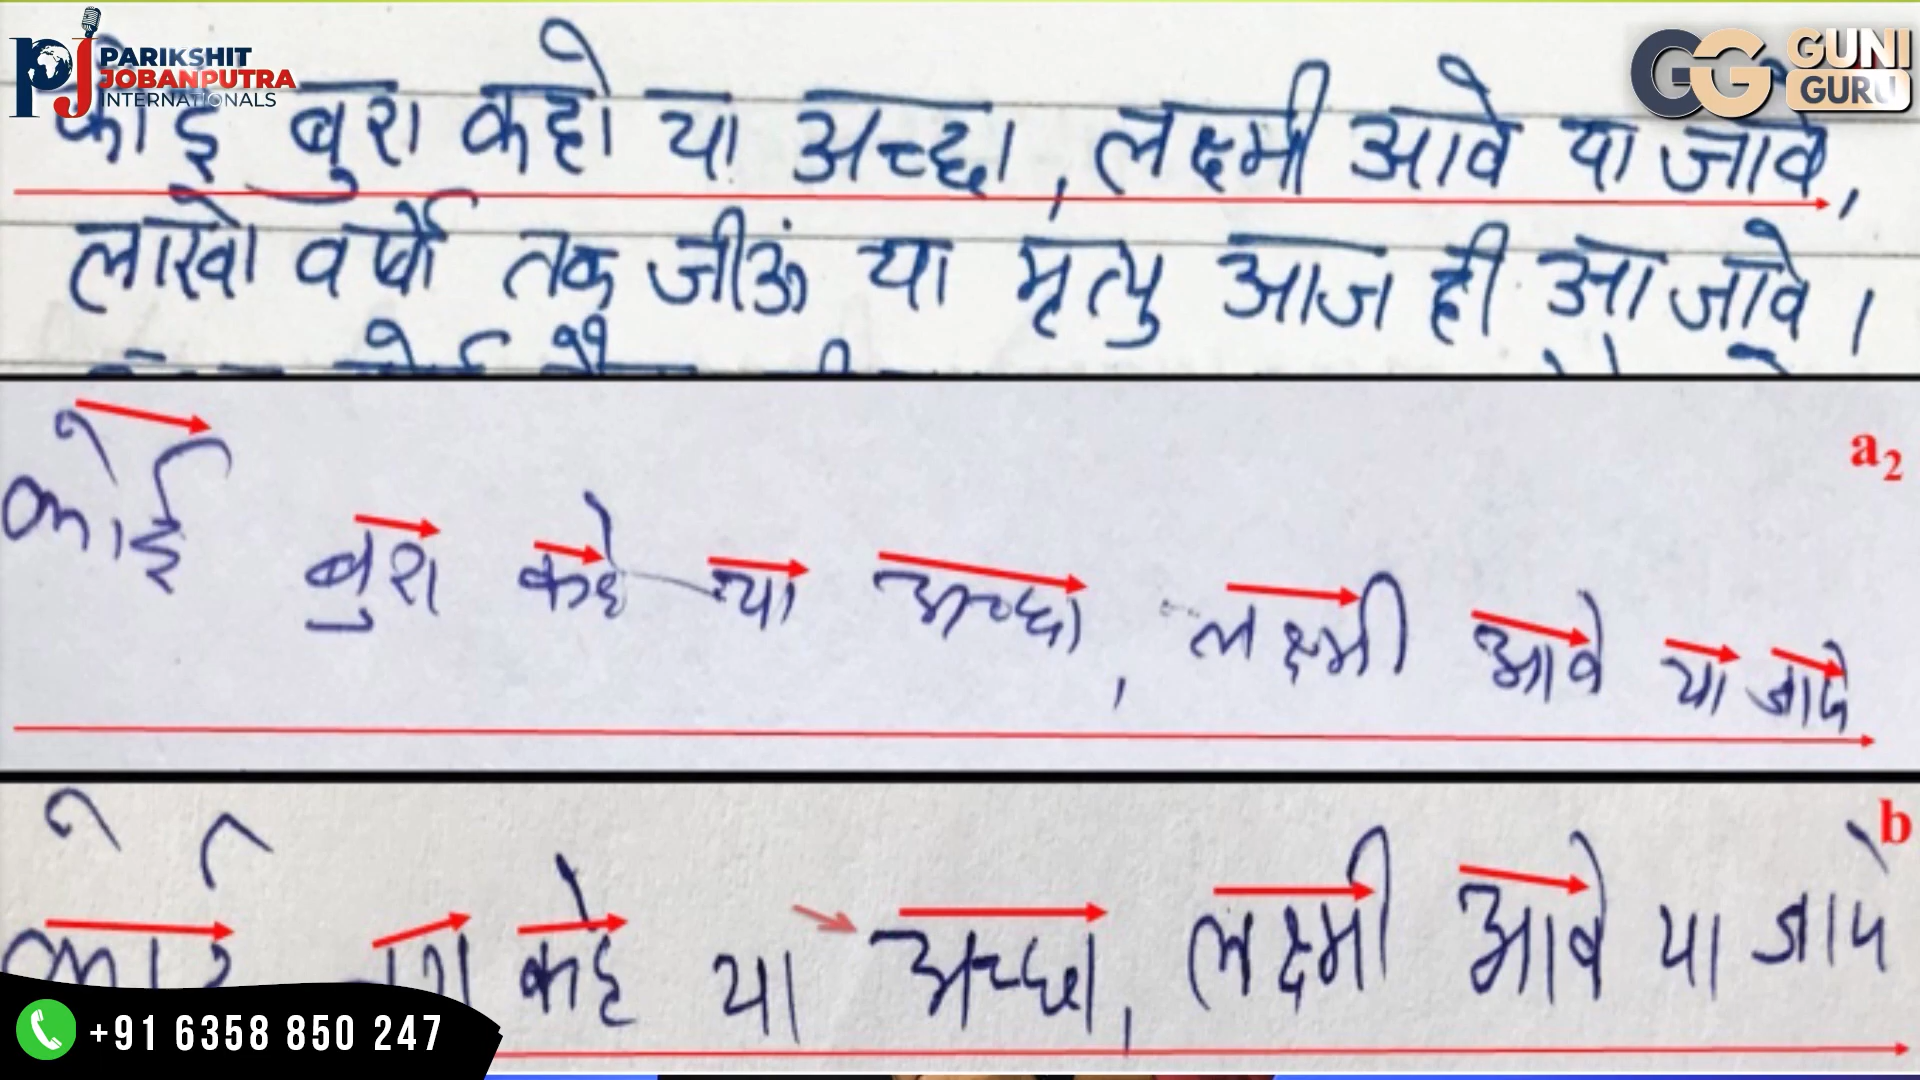 PARIKSHIT
JOBANPUTRA
INTERNATIONALS
GUNI
GURU
कोई बुरा कहो या अच्छा, लक्ष्मी आवे या जावे,
लाखो वर्षो तक जीऊं या मृत्यु आज ही आ जावे ।
a2
कोई बुरा कहे या अच्छा, लक्ष्मी आवे या जावे
b
कोई कहे या अच्छा, लक्ष्मी आवे या जावे
+91 6358 850 247